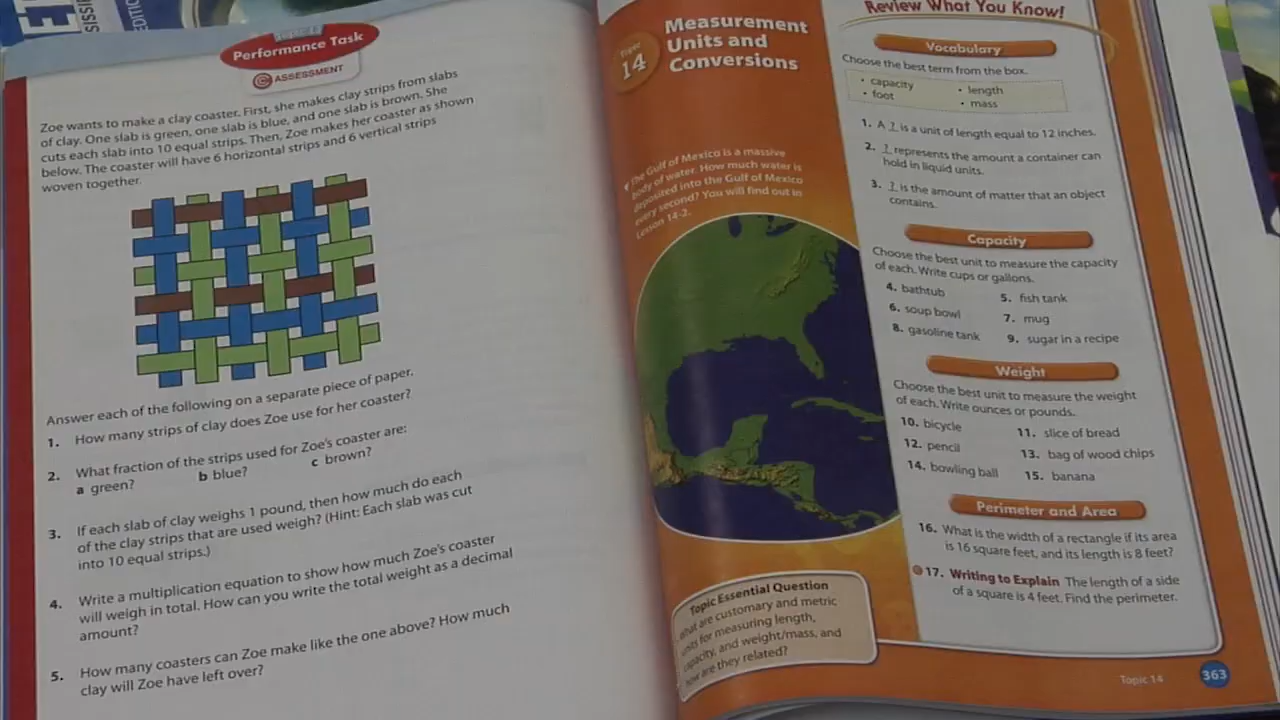 Performance Task
ASSESSMENT
Zoe wants to make a clay coaster. First, she makes clay strips from slabs
of clay. One slab is green, one slab is blue, and one slab is brown. She
cuts each slab into 10 equal strips. Then, Zoe makes her coaster as shown
below. The coaster will have 6 horizontal strips and 6 vertical strips
woven together.
Answer each of the following on a separate piece of paper.
1. How many strips of clay does Zoe use for her coaster?
2. What fraction of the strips used for Zoe's coaster are:
a green? b blue? c brown?
3. If each slab of clay weighs 1 pound, then how much do each
of the clay strips that are used weigh? (Hint: Each slab was cut
into 10 equal strips.)
4. Write a multiplication equation to show how much Zoe's coaster
will weigh in total. How can you write the total weight as a decimal
amount?
5. How many coasters can Zoe make like the one above? How much
clay will Zoe have left over?
Topic
14
Measurement
Units and
Conversions
The Gulf of Mexico is a massive
body of water. How much water is
deposited into the Gulf of Mexico
every second? You will find out in
Lesson 14-2.
Topic Essential Question
What are customary and metric
units for measuring length,
capacity, and weight/mass, and
how are they related?
Review What You Know!
Vocabulary
Choose the best term from the box.
• capacity • length
• foot • mass
1. A ? is a unit of length equal to 12 inches.
2. ? represents the amount a container can
hold in liquid units.
3. ? is the amount of matter that an object
contains.
Capacity
Choose the best unit to measure the capacity
of each. Write cups or gallons.
4. bathtub 5. fish tank
6. soup bowl 7. mug
8. gasoline tank 9. sugar in a recipe
Weight
Choose the best unit to measure the weight
of each. Write ounces or pounds.
10. bicycle 11. slice of bread
12. pencil 13. bag of wood chips
14. bowling ball 15. banana
Perimeter and Area
16. What is the width of a rectangle if its area
is 16 square feet, and its length is 8 feet?
17. Writing to Explain The length of a side
of a square is 4 feet. Find the perimeter.
Topic 14 363